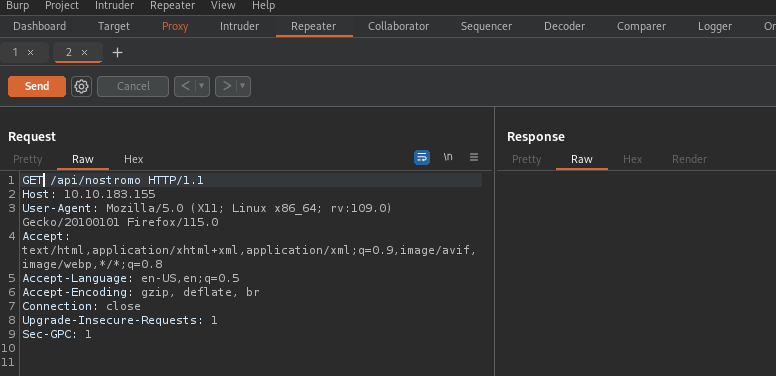 Burp Project Intruder Repeater View Help
Dashboard Target Proxy Intruder Repeater Collaborator Sequencer Decoder Comparer Logger Or
1 × 2 × +
Send Cancel < >
Request Response
Pretty Raw Hex \n Pretty Raw Hex Render
1 GET /api/nostromo HTTP/1.1
2 Host: 10.10.183.155
3 User-Agent: Mozilla/5.0 (X11; Linux x86_64; rv:109.0)
Gecko/20100101 Firefox/115.0
4 Accept:
text/html,application/xhtml+xml,application/xml;q=0.9,image/avif,
image/webp,*/*;q=0.8
5 Accept-Language: en-US,en;q=0.5
6 Accept-Encoding: gzip, deflate, br
7 Connection: close
8 Upgrade-Insecure-Requests: 1
9 Sec-GPC: 1
10
11